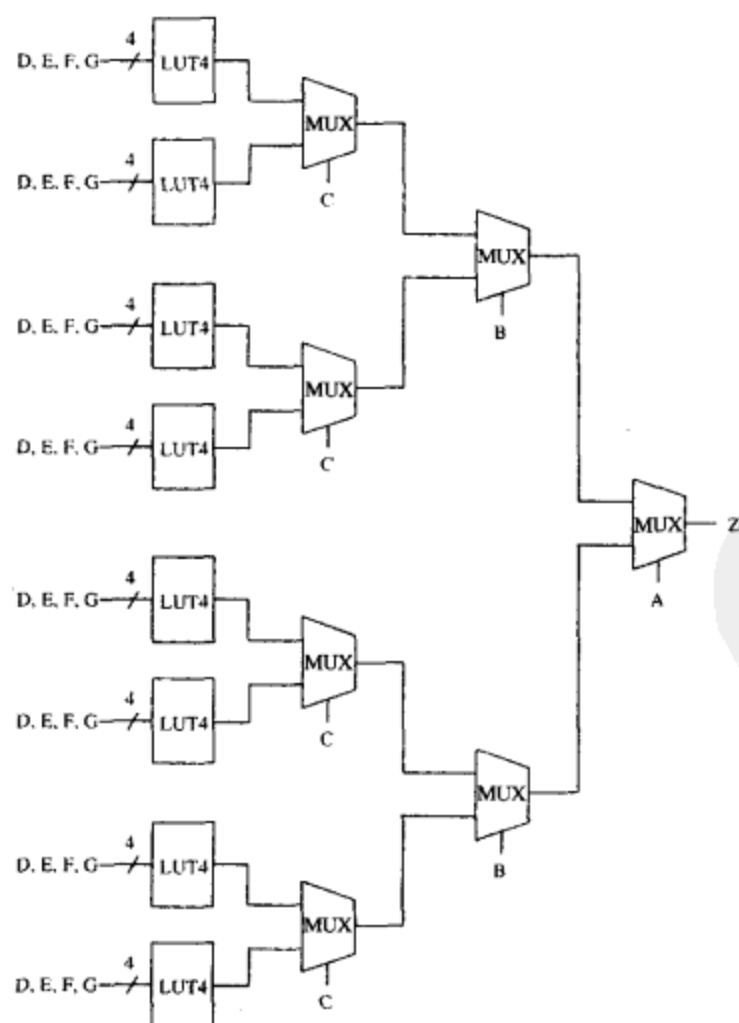 4
D, E, F, G LUT4
MUX
4
D, E, F, G LUT4
C
MUX
B
4
D, E, F, G LUT4
MUX
4
D, E, F, G LUT4
C
MUX Z
A
4
D, E, F, G LUT4
MUX
4
D, E, F, G LUT4
C
MUX
B
4
D, E, F, G LUT4
MUX
4
D, E, F, G LUT4
C